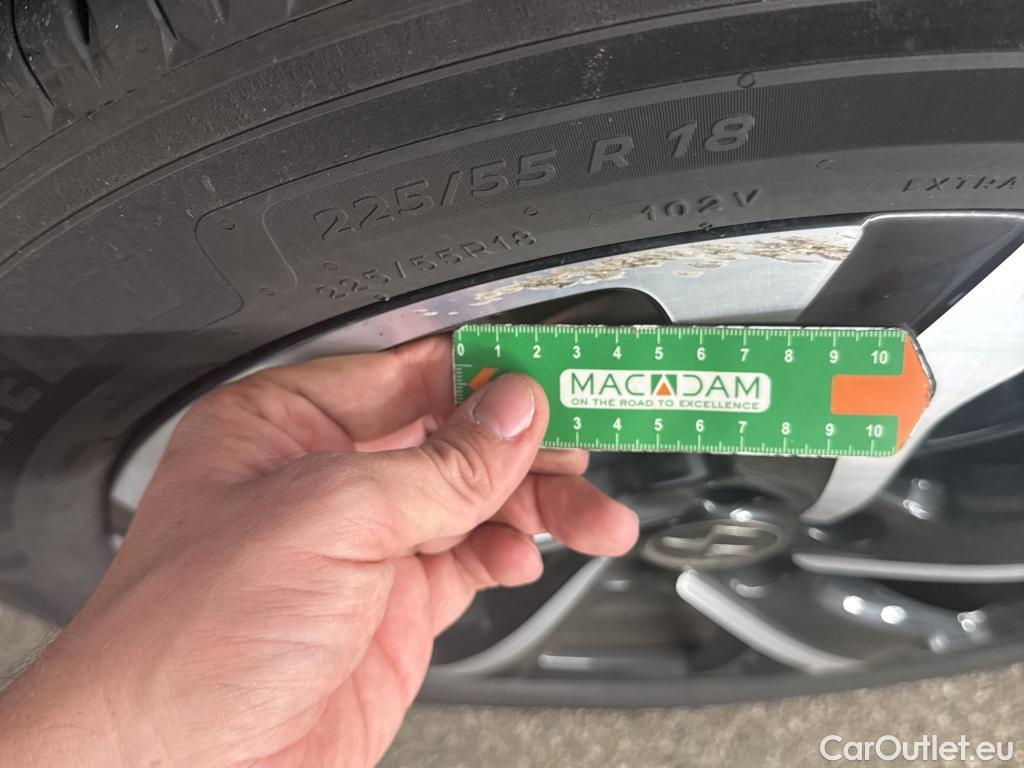 225/55 R 18
225/55R18
102 V
EXTRA
0 1 2 3 4 5 6 7 8 9 10
MACADAM
ON THE ROAD TO EXCELLENCE
3 4 5 6 7 8 9 10
CarOutlet.eu